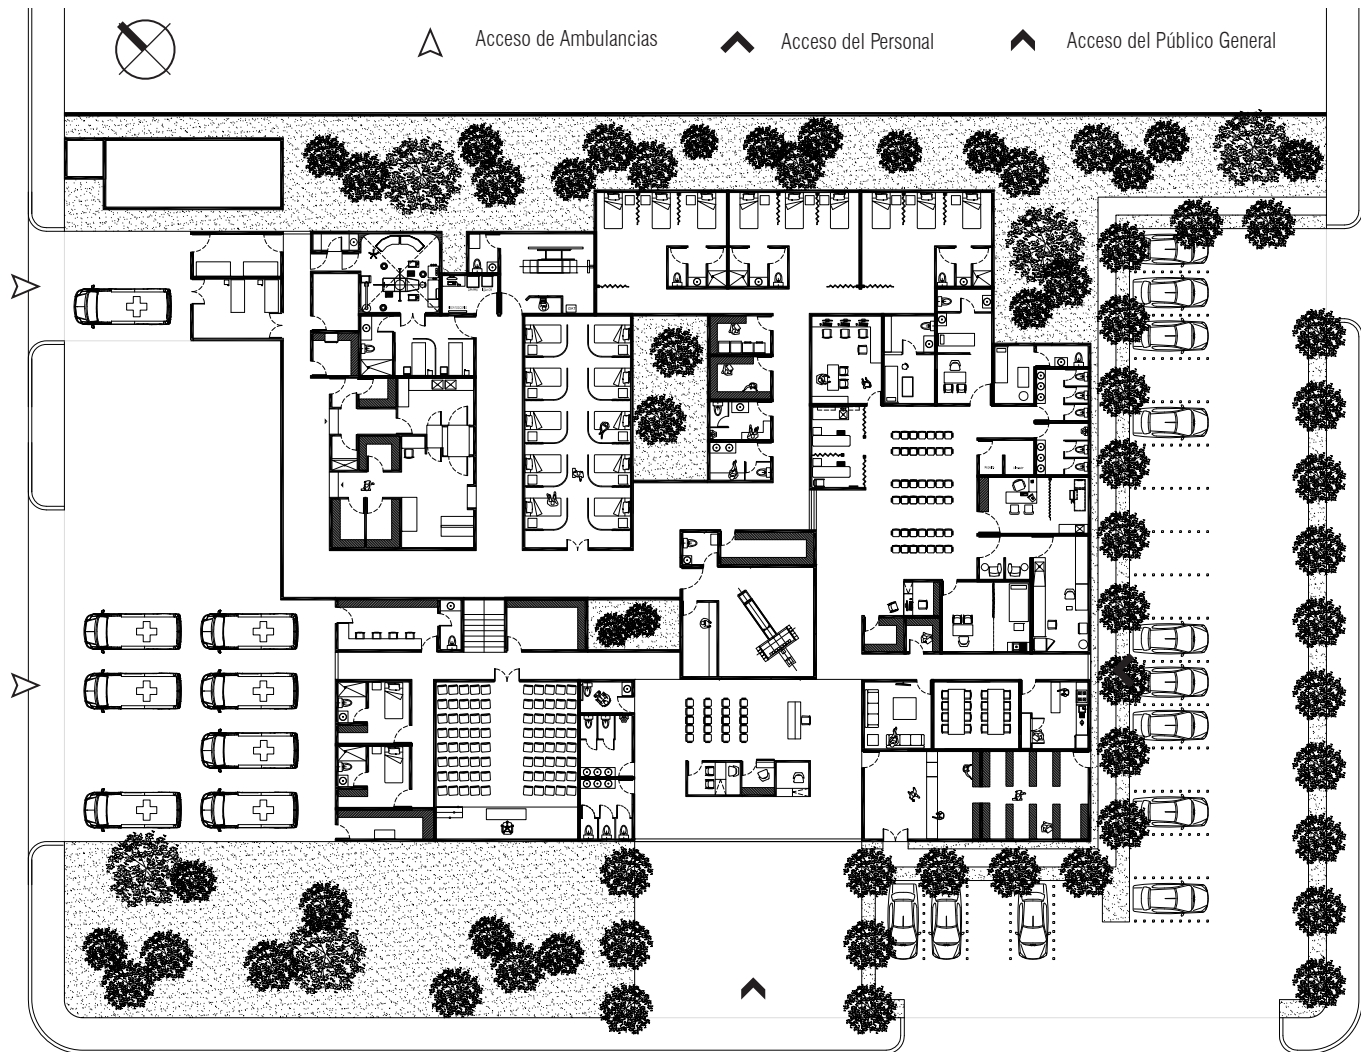 Acceso de Ambulancias
Acceso del Personal
Acceso del Público General